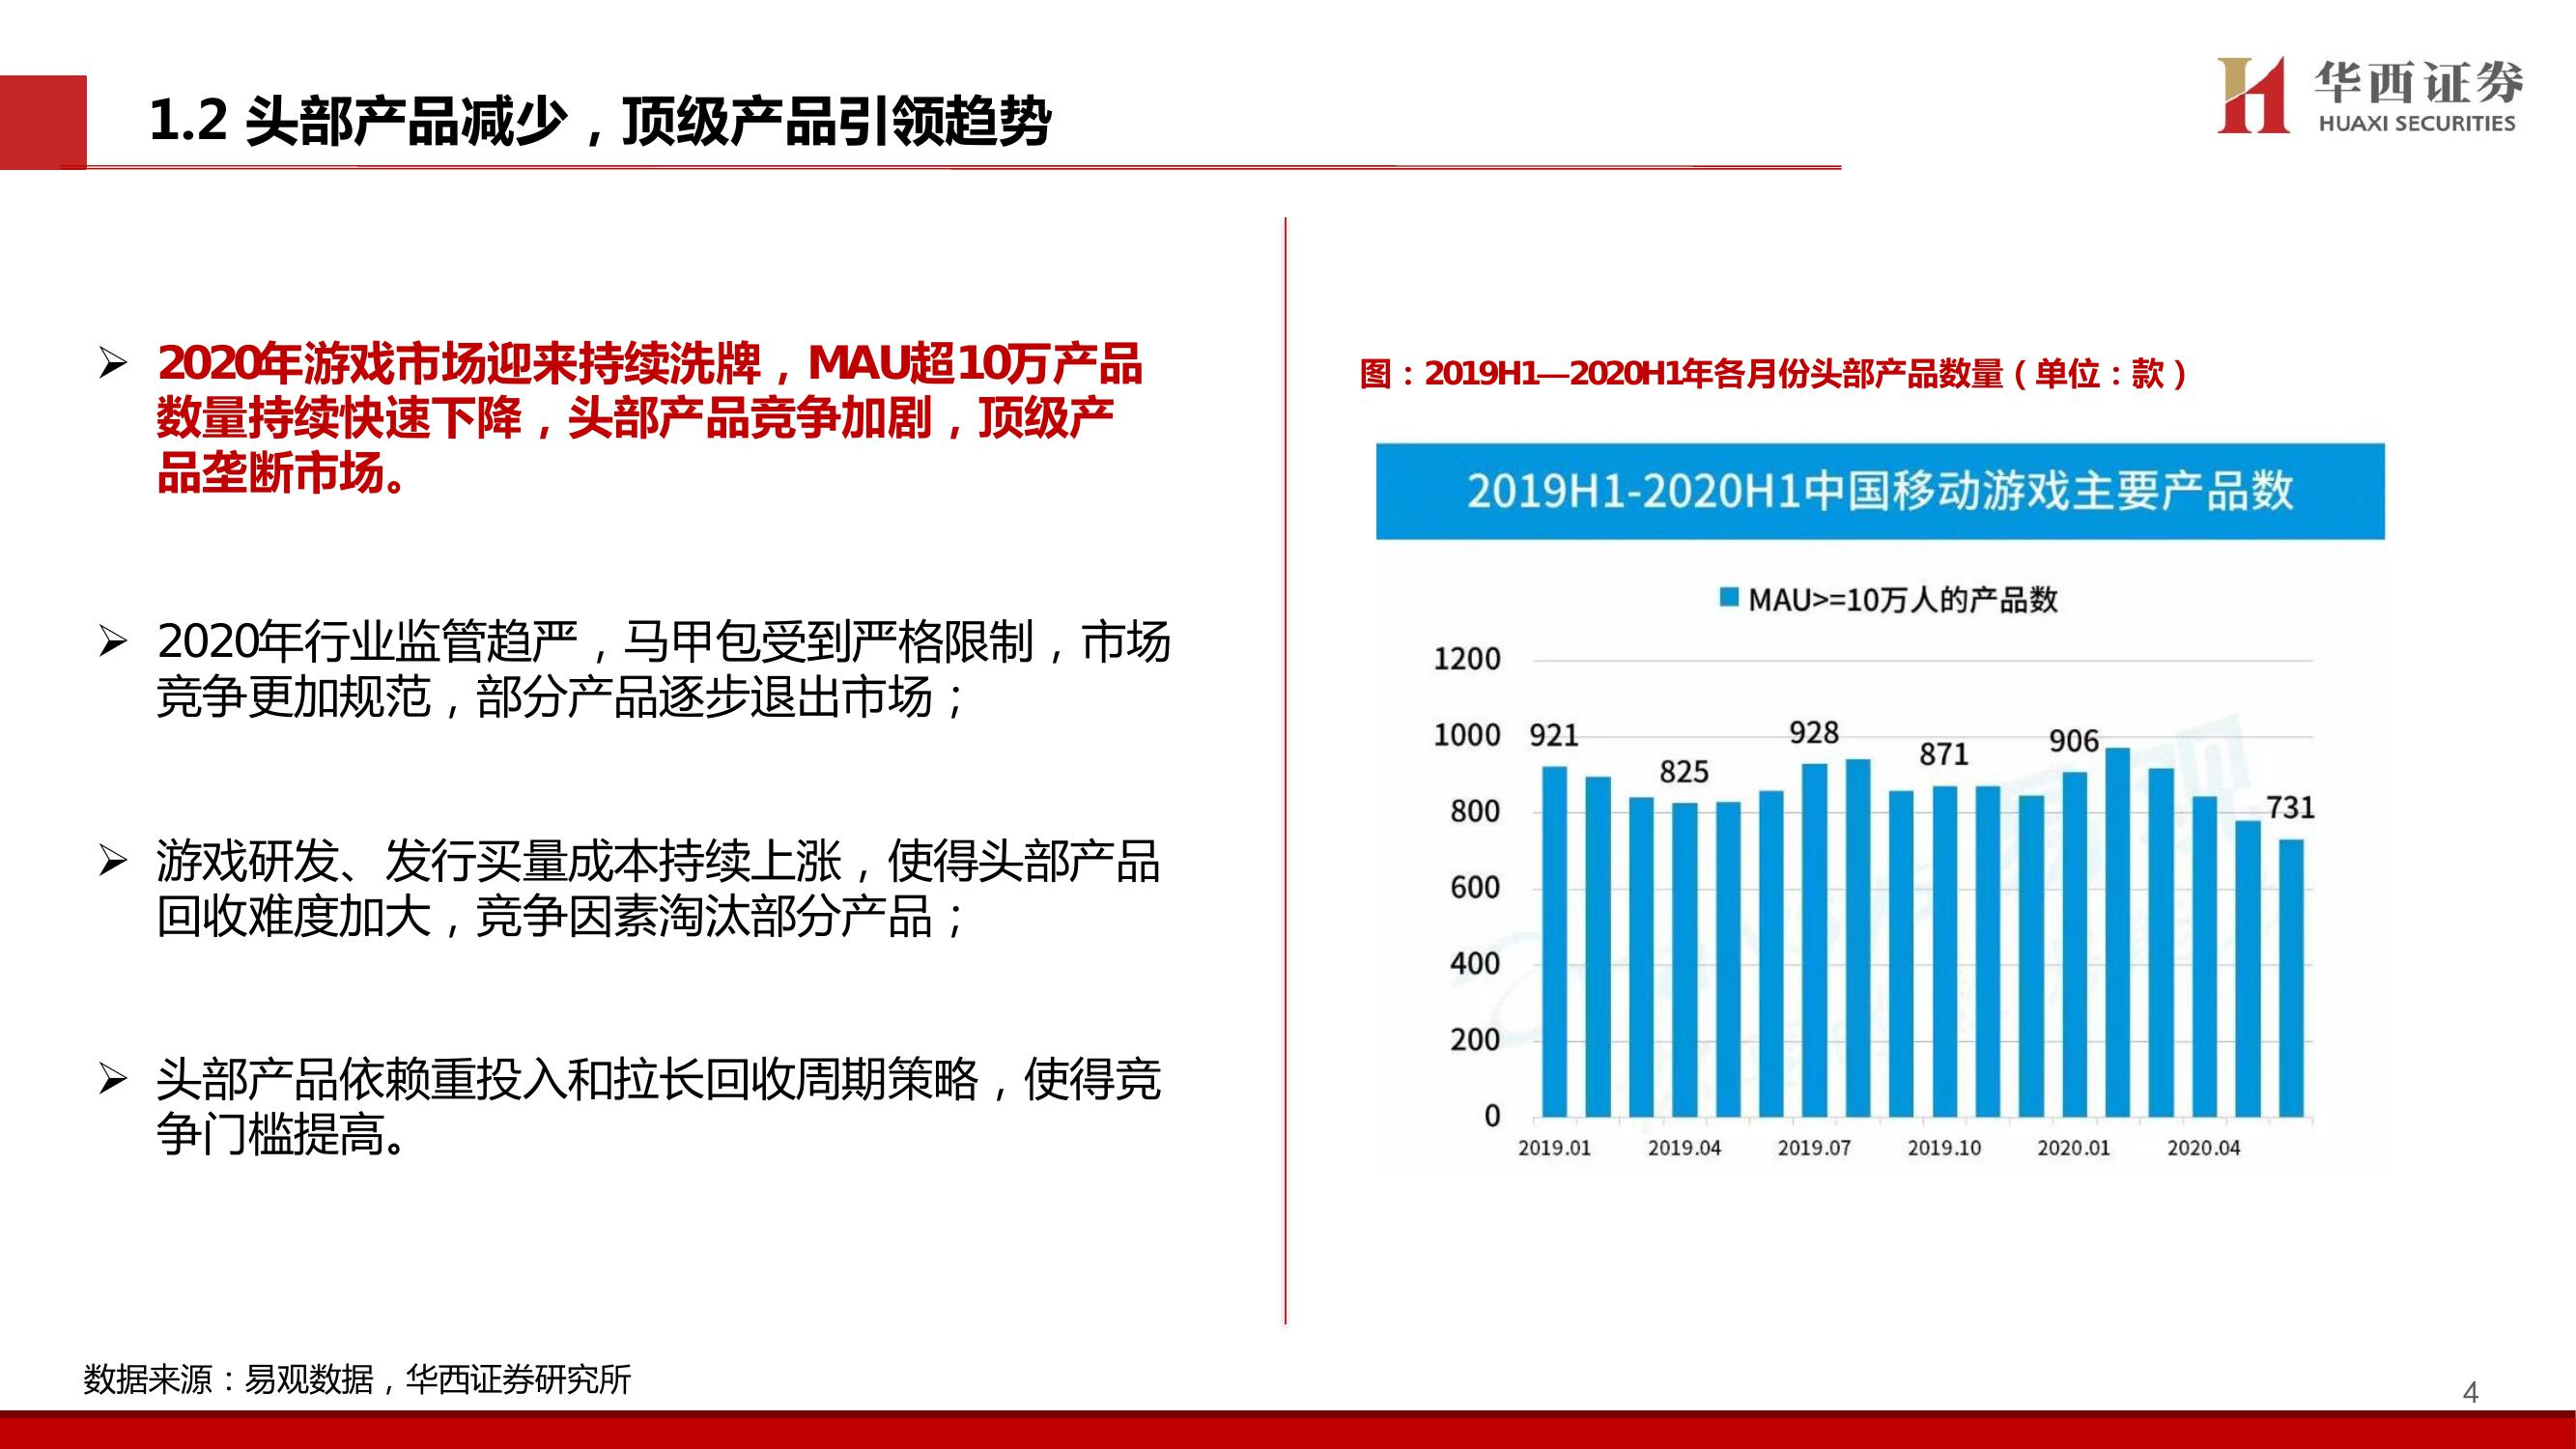 1.2 头部产品减少，顶级产品引领趋势
华西证券
HUAXI SECURITIES
➢ 2020年游戏市场迎来持续洗牌，MAU超10万产品
数量持续快速下降，头部产品竞争加剧，顶级产
品垄断市场。
➢ 2020年行业监管趋严，马甲包受到严格限制，市场
竞争更加规范，部分产品逐步退出市场；
➢ 游戏研发、发行买量成本持续上涨，使得头部产品
回收难度加大，竞争因素淘汰部分产品；
➢ 头部产品依赖重投入和拉长回收周期策略，使得竞
争门槛提高。
图：2019H1—2020H1年各月份头部产品数量（单位：款）
2019H1-2020H1中国移动游戏主要产品数
MAU>=10万人的产品数
1200
1000
800
600
400
200
0
921
825
928
871
906
731
2019.01
2019.04
2019.07
2019.10
2020.01
2020.04
数据来源：易观数据，华西证券研究所
4